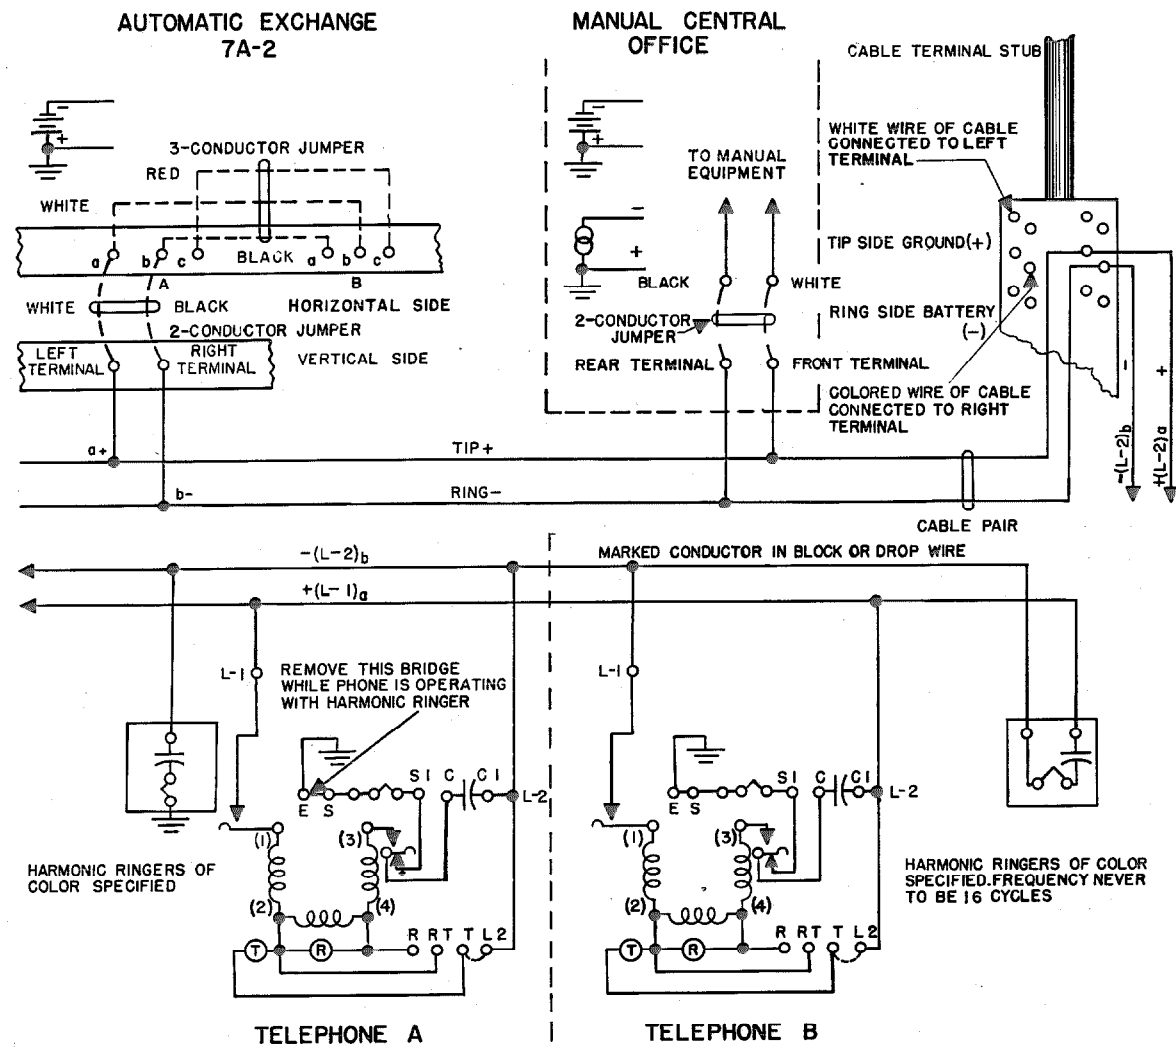 AUTOMATIC EXCHANGE
7A-2
MANUAL CENTRAL
OFFICE
CABLE TERMINAL STUB
-
+
3-CONDUCTOR JUMPER
RED
WHITE
a b c BLACK a b c
A B
WHITE BLACK HORIZONTAL SIDE
2-CONDUCTOR JUMPER
LEFT
TERMINAL
RIGHT
TERMINAL
VERTICAL SIDE
-
+
TO MANUAL
EQUIPMENT
-
+
BLACK WHITE
2-CONDUCTOR
JUMPER
REAR TERMINAL FRONT TERMINAL
WHITE WIRE OF CABLE
CONNECTED TO LEFT
TERMINAL
TIP SIDE GROUND(+)
RING SIDE BATTERY
(-)
COLORED WIRE OF CABLE
CONNECTED TO RIGHT
TERMINAL
- +
-(L-2)b
+(L-2)a
a+ TIP+
b- RING-
CABLE PAIR
-(L-2)b
MARKED CONDUCTOR IN BLOCK OR DROP WIRE
+(L-1)a
L-1
REMOVE THIS BRIDGE
WHILE PHONE IS OPERATING
WITH HARMONIC RINGER
L-1
E S S1 C C1 L-2
(1) (3)
(2) (4)
T R R RT T L2
E S S1 C C1 L-2
(1) (3)
(2) (4)
T R R RT T L2
HARMONIC RINGERS OF
COLOR SPECIFIED
HARMONIC RINGERS OF COLOR
SPECIFIED.FREQUENCY NEVER
TO BE 16 CYCLES
TELEPHONE A
TELEPHONE B